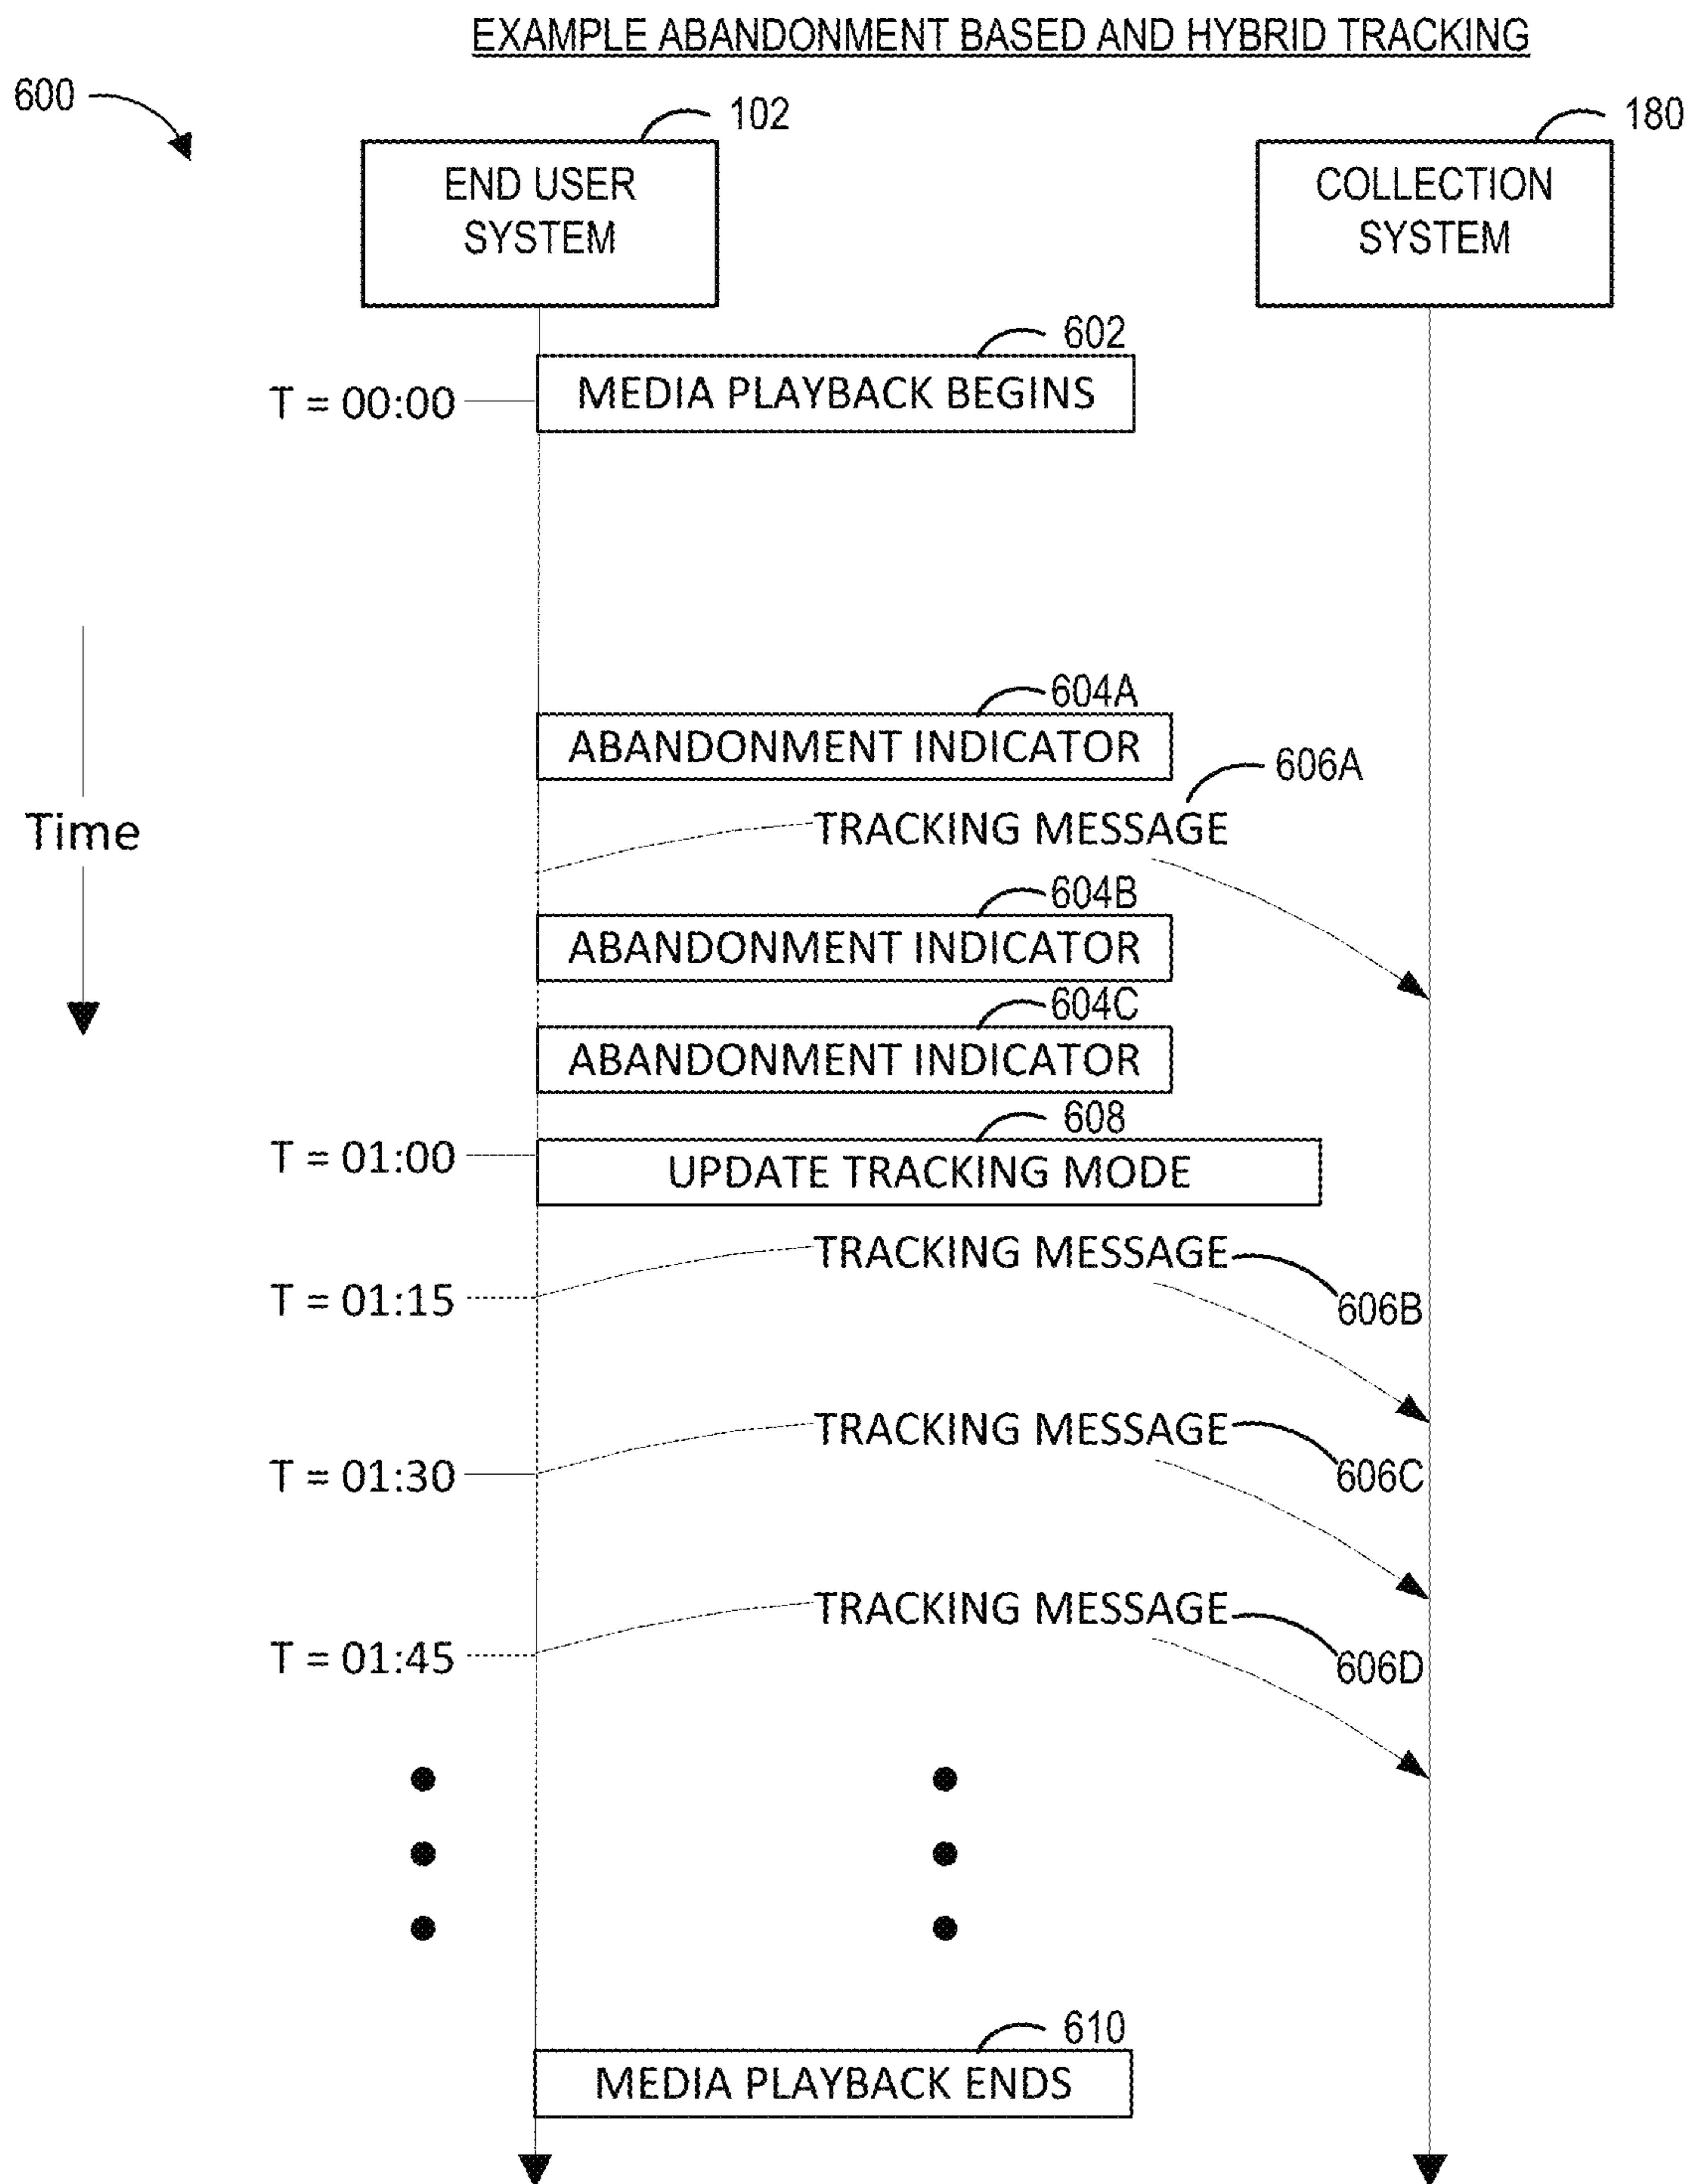 EXAMPLE ABANDONMENT BASED AND HYBRID TRACKING
600
102
180
END USER
SYSTEM
COLLECTION
SYSTEM
602
T = 00:00
MEDIA PLAYBACK BEGINS
604A
ABANDONMENT INDICATOR
606A
TRACKING MESSAGE
Time
604B
ABANDONMENT INDICATOR
604C
ABANDONMENT INDICATOR
608
T = 01:00
UPDATE TRACKING MODE
TRACKING MESSAGE
T = 01:15
606B
TRACKING MESSAGE
T = 01:30
606C
TRACKING MESSAGE
T = 01:45
606D
610
MEDIA PLAYBACK ENDS